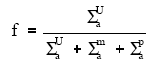 f = Σ_a^U / (Σ_a^U + Σ_a^m + Σ_a^p)